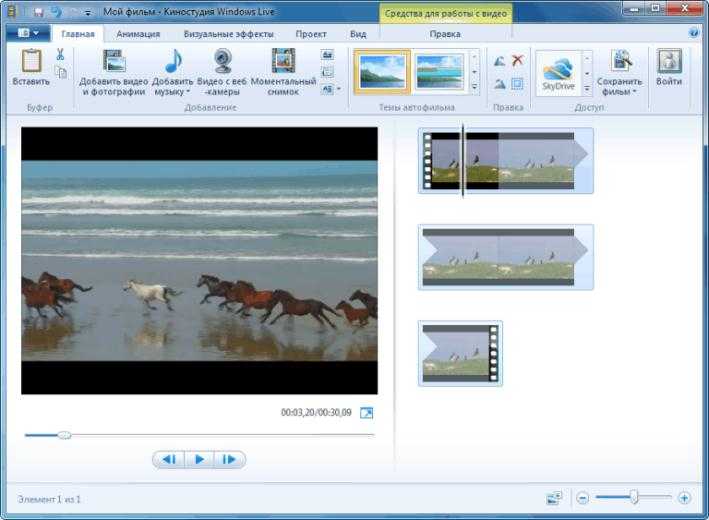 Мой фильм - Киностудия Windows Live
Средства для работы с видео
Главная
Анимация
Визуальные эффекты
Проект
Вид
Правка
Вставить
Добавить видео
и фотографии
Добавить
музыку
Видео с веб
-камеры
Моментальный
снимок
SkyDrive
Сохранить
фильм
Войти
Буфер
Добавление
Темы автофильма
Правка
Доступ
00:03,20/00:30,09
Элемент 1 из 1